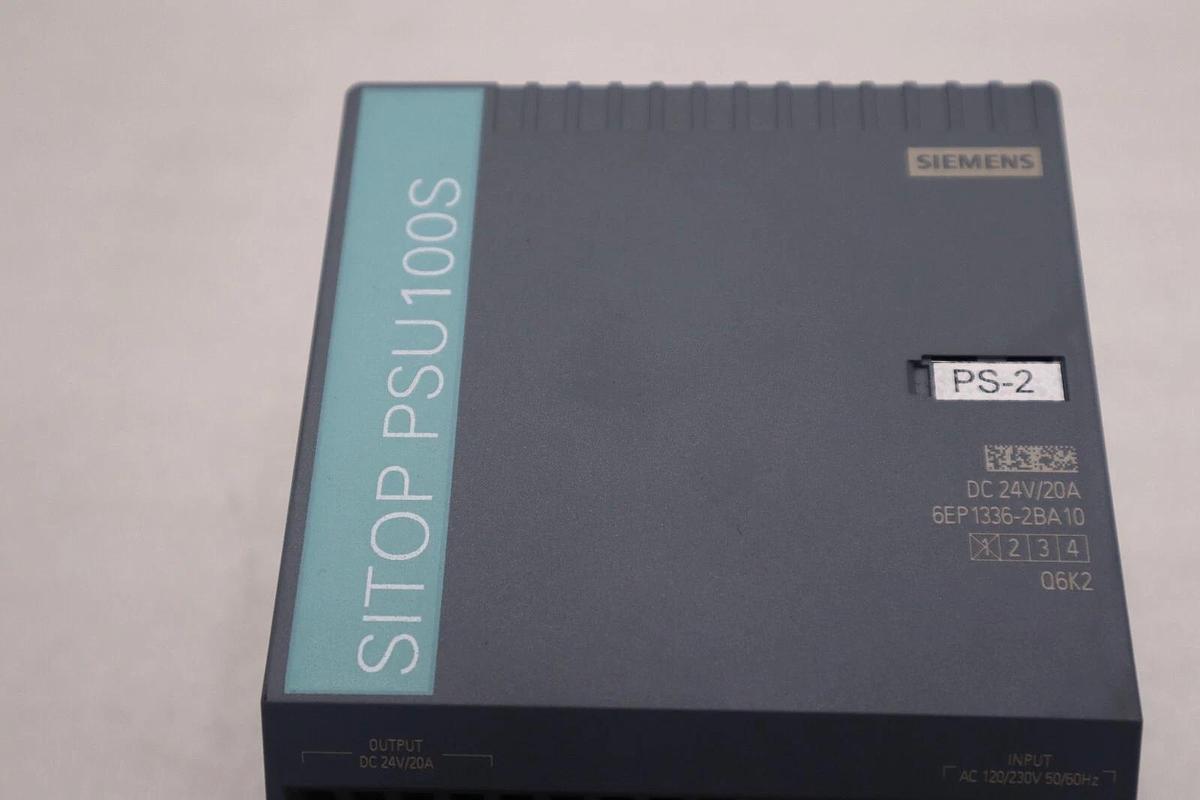 SITOP PSU100S
SIEMENS
PS-2
DC 24V/20A
6EP1336-2BA10
1 2 3 4
Q6K2
OUTPUT
DC 24V/20A
INPUT
AC 120/230V 50/60Hz